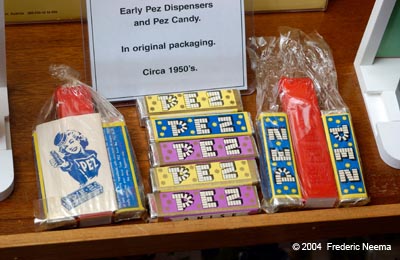 Early Pez Dispensers
and Pez Candy.
In original packaging.
Circa 1950's.
PEZ
PEZ
PEZ
PEZ
PEZ
PEZ
PEZ
PEZ
© 2004 Frederic Neema